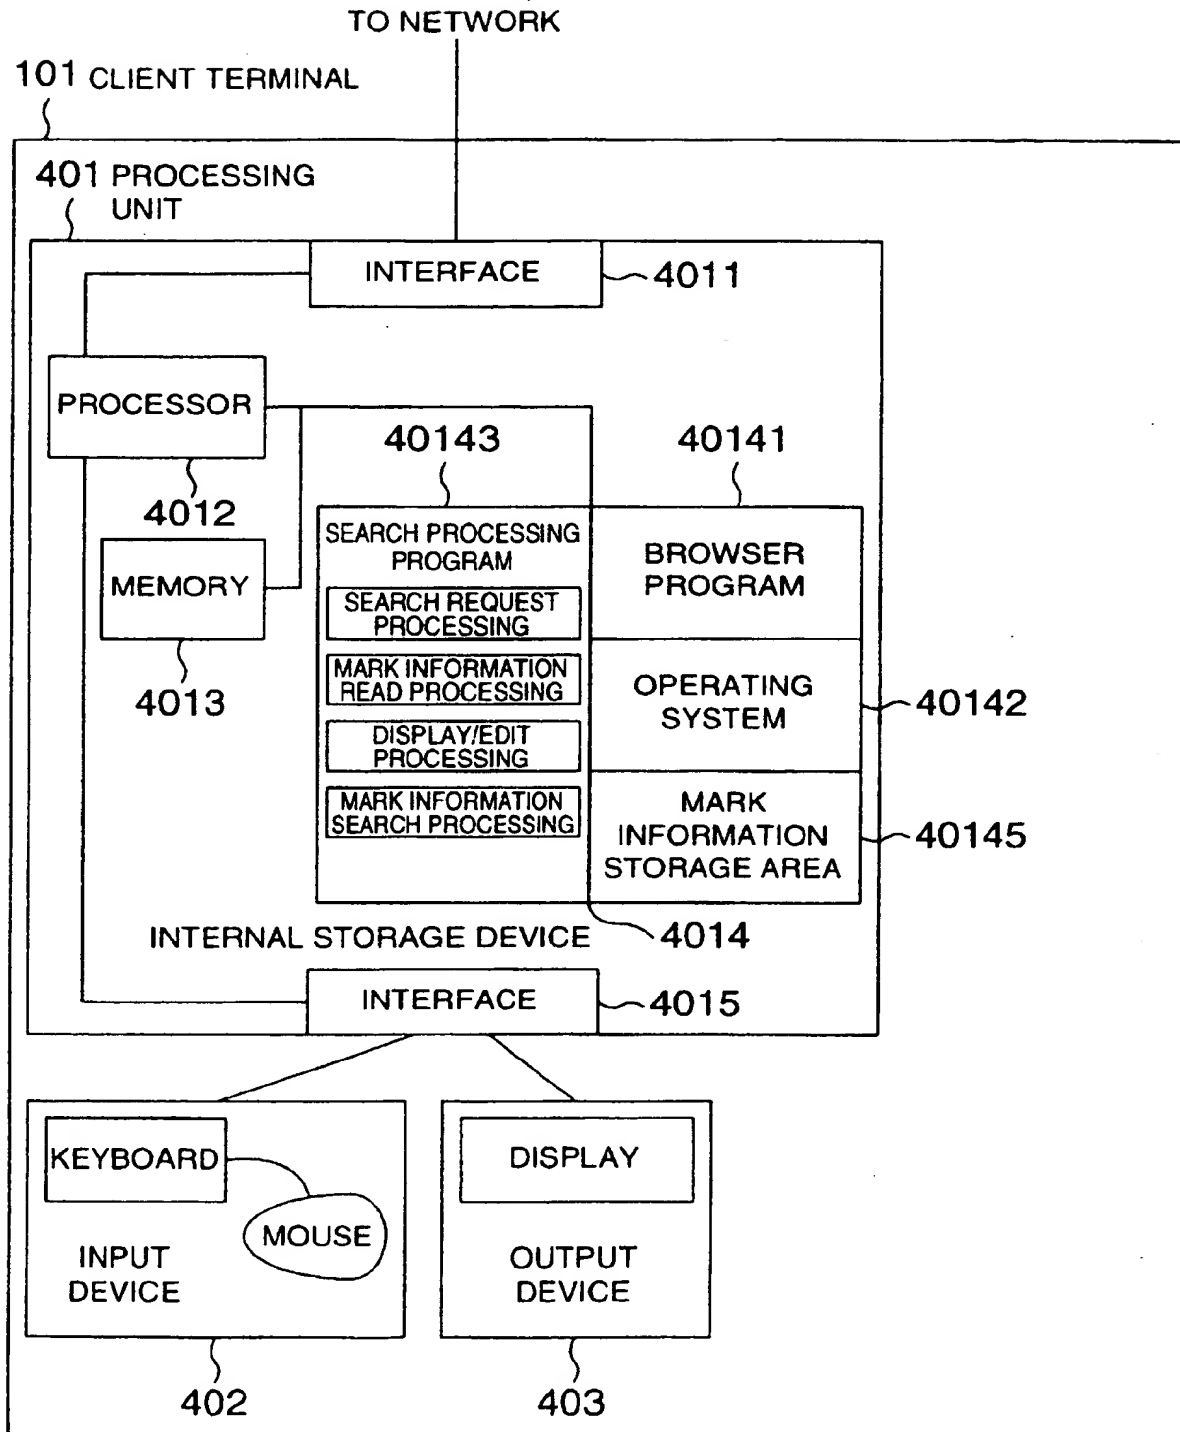 TO NETWORK
101 CLIENT TERMINAL
401 PROCESSING
UNIT
INTERFACE
4011
PROCESSOR
4012
40143
40141
MEMORY
4013
SEARCH PROCESSING
PROGRAM
SEARCH REQUEST
PROCESSING
MARK INFORMATION
READ PROCESSING
DISPLAY/EDIT
PROCESSING
MARK INFORMATION
SEARCH PROCESSING
BROWSER
PROGRAM
OPERATING
SYSTEM
40142
MARK
INFORMATION
STORAGE AREA
40145
INTERNAL STORAGE DEVICE
4014
INTERFACE
4015
KEYBOARD
MOUSE
INPUT
DEVICE
402
DISPLAY
OUTPUT
DEVICE
403